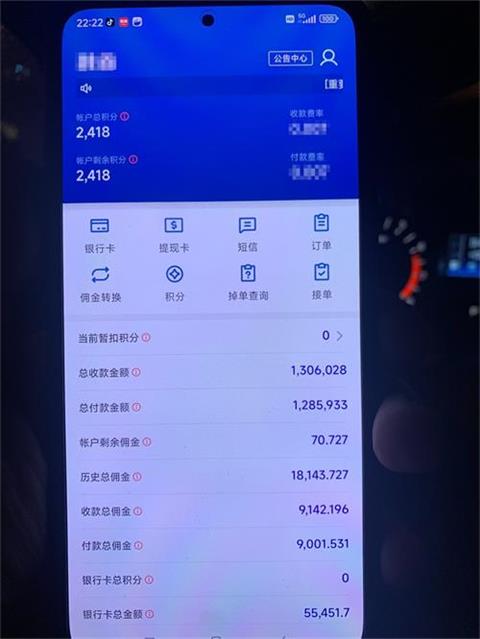 22:22
HD 5G 100
公告中心
【重要
帐户总积分 收款费率
2,418
帐户剩余积分 付款费率
2,418
银行卡 提现卡 短信 订单
佣金转换 积分 掉单查询 接单
当前暂扣积分 0
总收款金额 1,306,028
总付款金额 1,285,933
帐户剩余佣金 70.727
历史总佣金 18,143.727
收款总佣金 9,142.196
付款总佣金 9,001.531
银行卡总积分 0
银行卡总金额 55,451.7